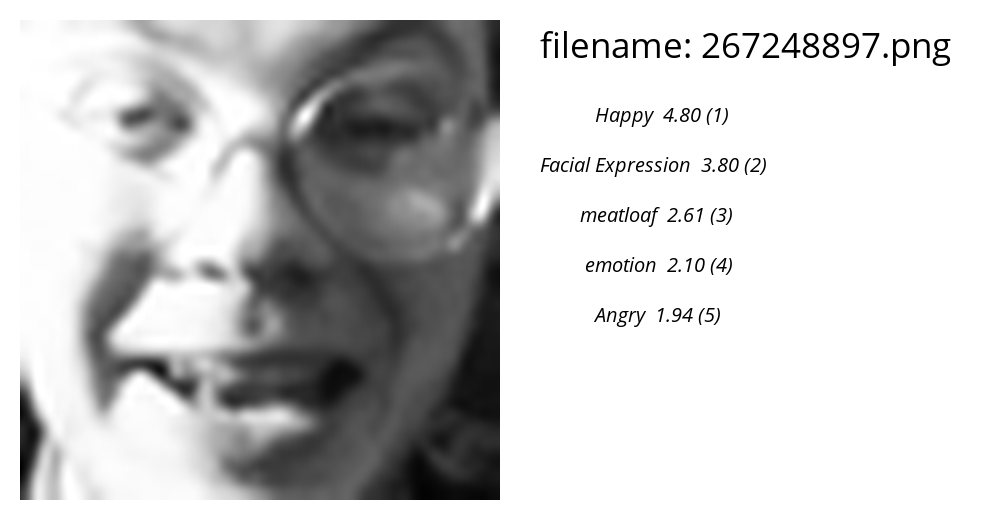 filename: 267248897.png
Happy 4.80 (1)
Facial Expression 3.80 (2)
meatloaf 2.61 (3)
emotion 2.10 (4)
Angry 1.94 (5)